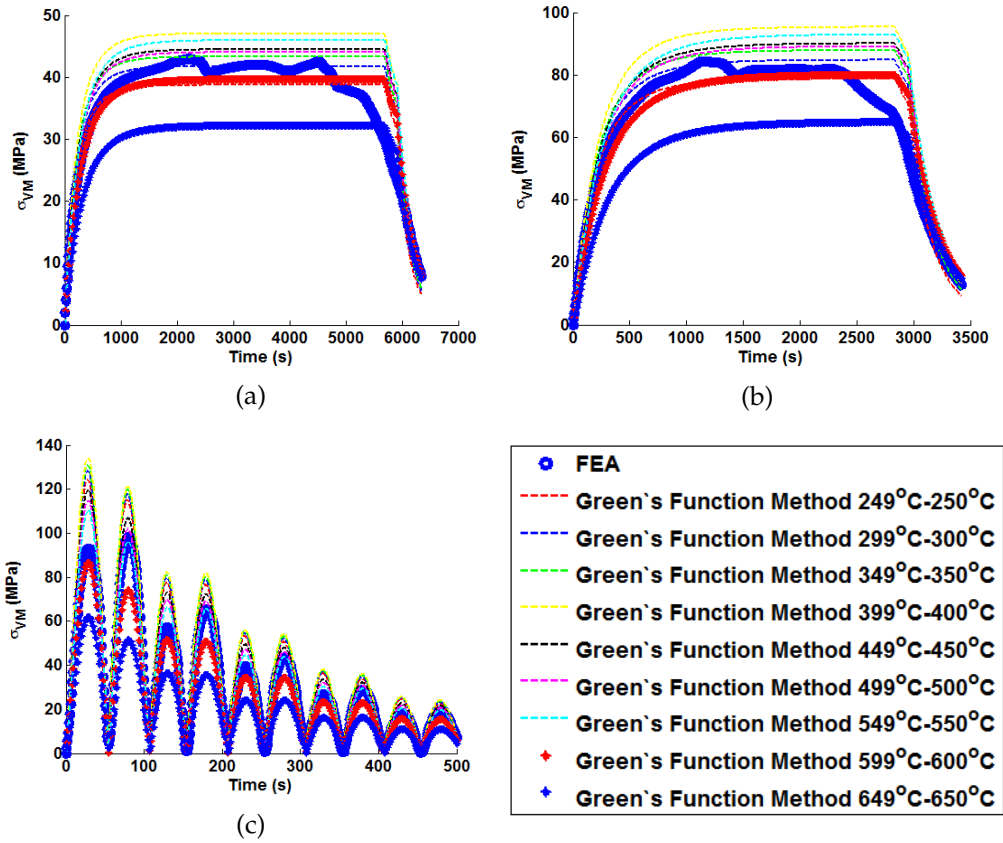 50
40
30
20
10
0
σVM (MPa)
0 1000 2000 3000 4000 5000 6000 7000
Time (s)
(a)
100
80
60
40
20
0
σVM (MPa)
0 500 1000 1500 2000 2500 3000 3500
Time (s)
(b)
140
120
100
80
60
40
20
0
σVM (MPa)
0 100 200 300 400 500
Time (s)
(c)
FEA
Green`s Function Method 249°C-250°C
Green`s Function Method 299°C-300°C
Green`s Function Method 349°C-350°C
Green`s Function Method 399°C-400°C
Green`s Function Method 449°C-450°C
Green`s Function Method 499°C-500°C
Green`s Function Method 549°C-550°C
Green`s Function Method 599°C-600°C
Green`s Function Method 649°C-650°C